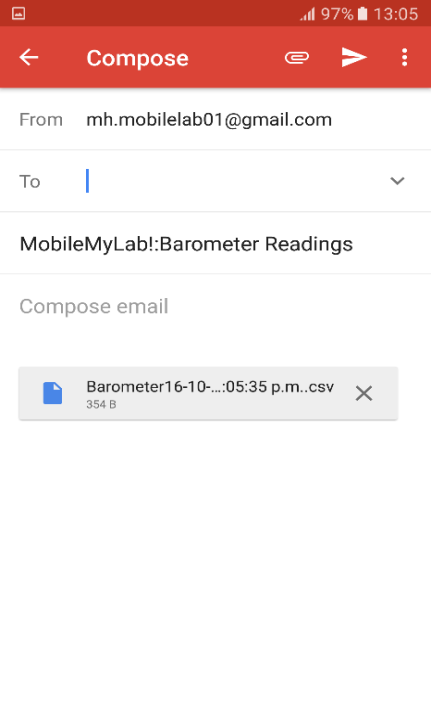 97% 13:05
Compose
From mh.mobilelab01@gmail.com
To
MobileMyLab!:Barometer Readings
Compose email
Barometer16-10-...:05:35 p.m..csv
354 B